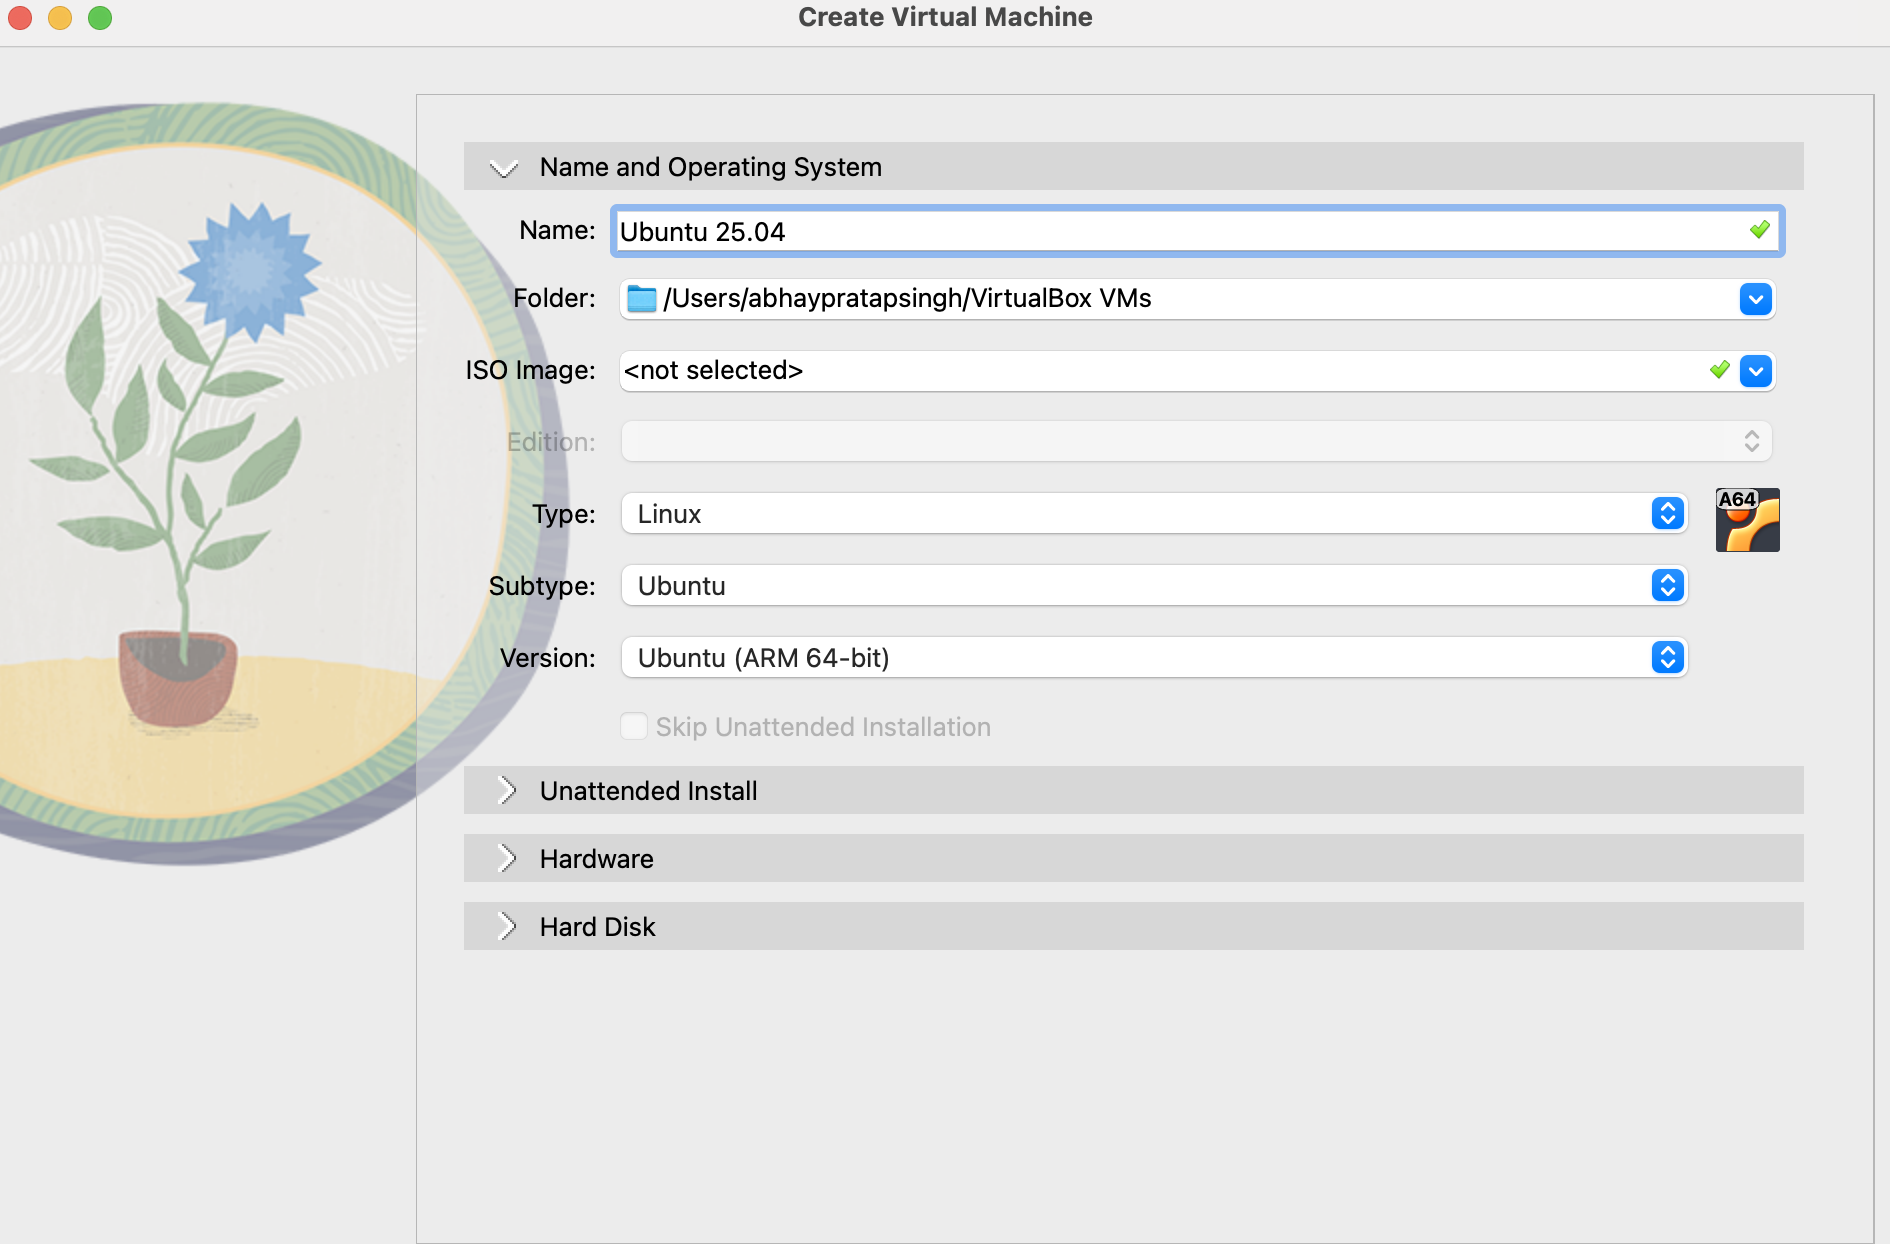 Create Virtual Machine
Name and Operating System
Name: Ubuntu 25.04
Folder: /Users/abhaypratapsingh/VirtualBox VMs
ISO Image: <not selected>
Edition:
Type: Linux
A64
Subtype: Ubuntu
Version: Ubuntu (ARM 64-bit)
Skip Unattended Installation
Unattended Install
Hardware
Hard Disk